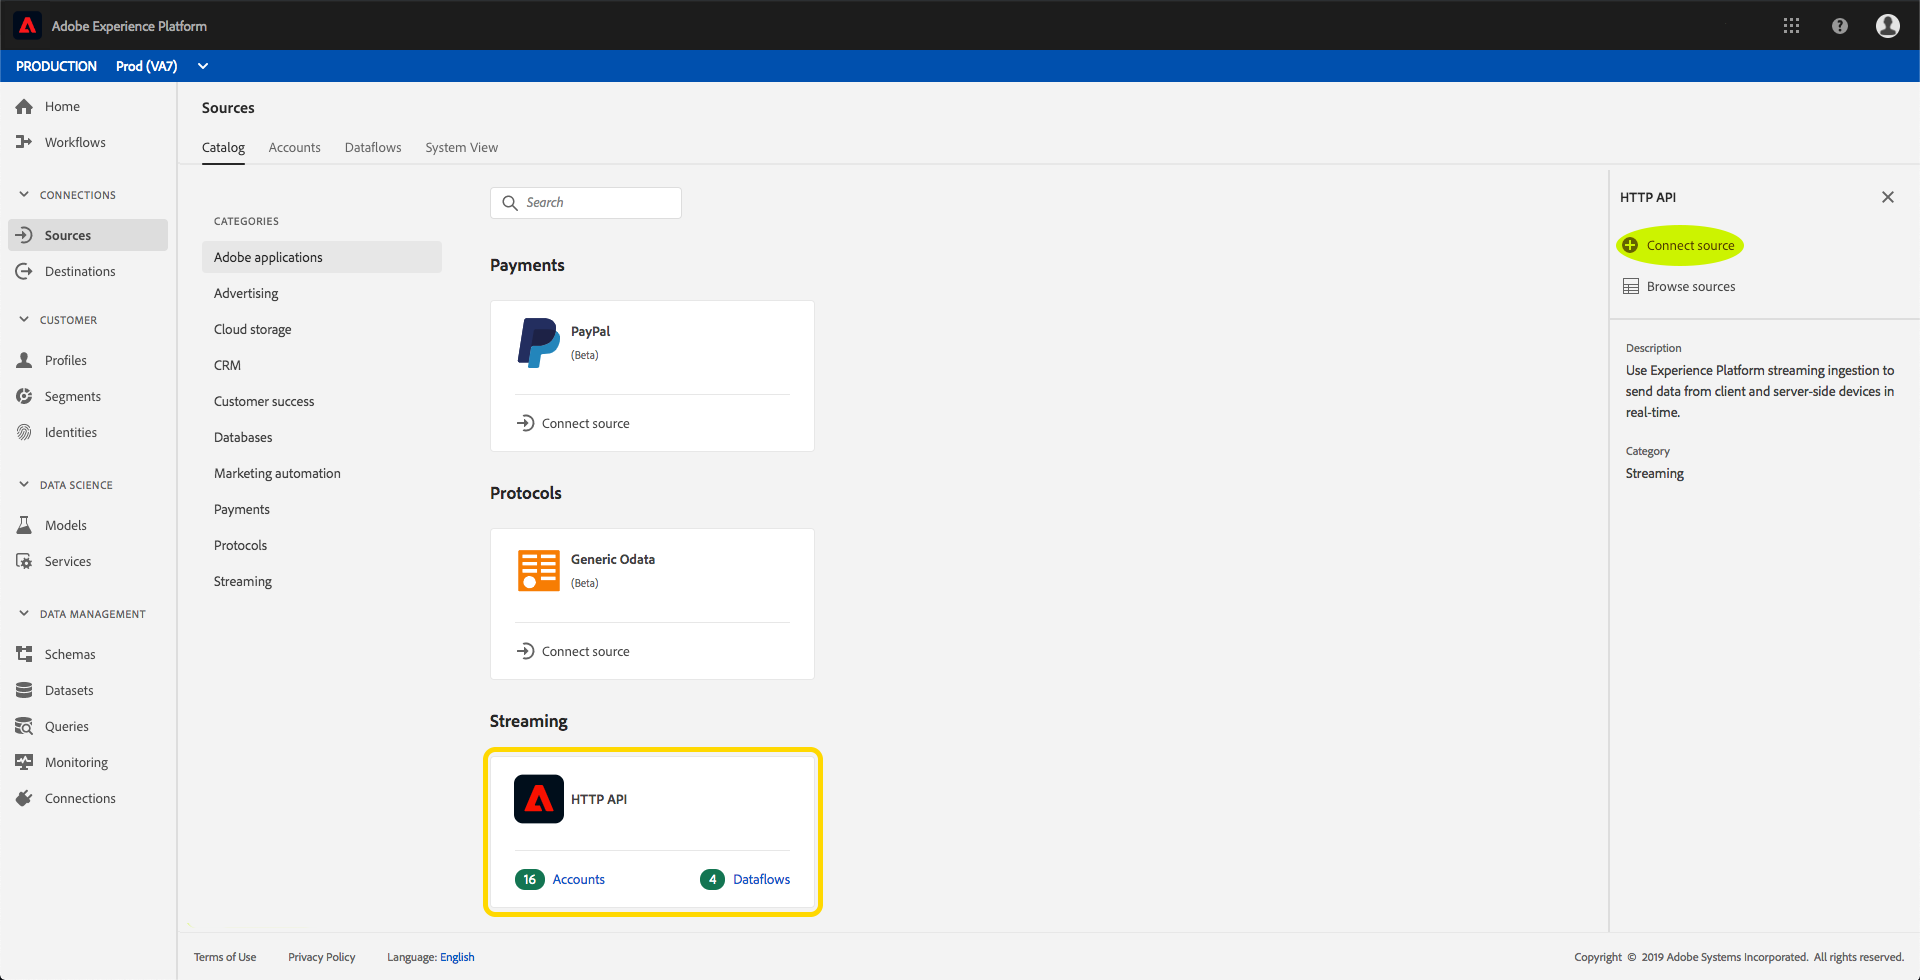 Adobe Experience Platform
PRODUCTION Prod (VA7)
Home
Workflows
CONNECTIONS
Sources
Destinations
CUSTOMER
Profiles
Segments
Identities
DATA SCIENCE
Models
Services
DATA MANAGEMENT
Schemas
Datasets
Queries
Monitoring
Connections
Sources
Catalog Accounts Dataflows System View
CATEGORIES
Adobe applications
Advertising
Cloud storage
CRM
Customer success
Databases
Marketing automation
Payments
Protocols
Streaming
Search
Payments
PayPal
(Beta)
Connect source
Protocols
Generic Odata
(Beta)
Connect source
Streaming
HTTP API
16 Accounts 4 Dataflows
HTTP API
Connect source
Browse sources
Description
Use Experience Platform streaming ingestion to
send data from client and server-side devices in
real-time.
Category
Streaming
Terms of Use Privacy Policy Language: English
Copyright © 2019 Adobe Systems Incorporated. All rights reserved.